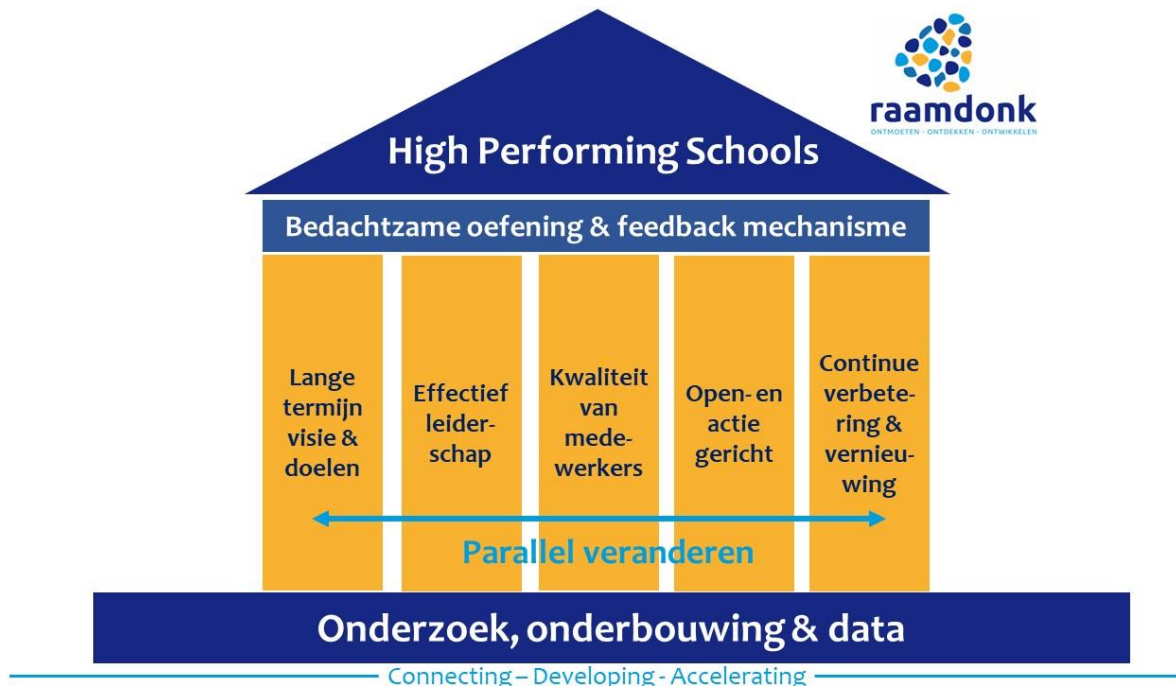 raamdonk
ONTMOETEN - ONTDEKKEN - ONTWIKKELEN
High Performing Schools
Bedachtzame oefening & feedback mechanisme
Lange
termijn
visie &
doelen
Effectief
leider-
schap
Kwaliteit
van
mede-
werkers
Open- en
actie
gericht
Continue
verbete-
ring &
vernieu-
wing
Parallel veranderen
Onderzoek, onderbouwing & data
Connecting – Developing - Accelerating